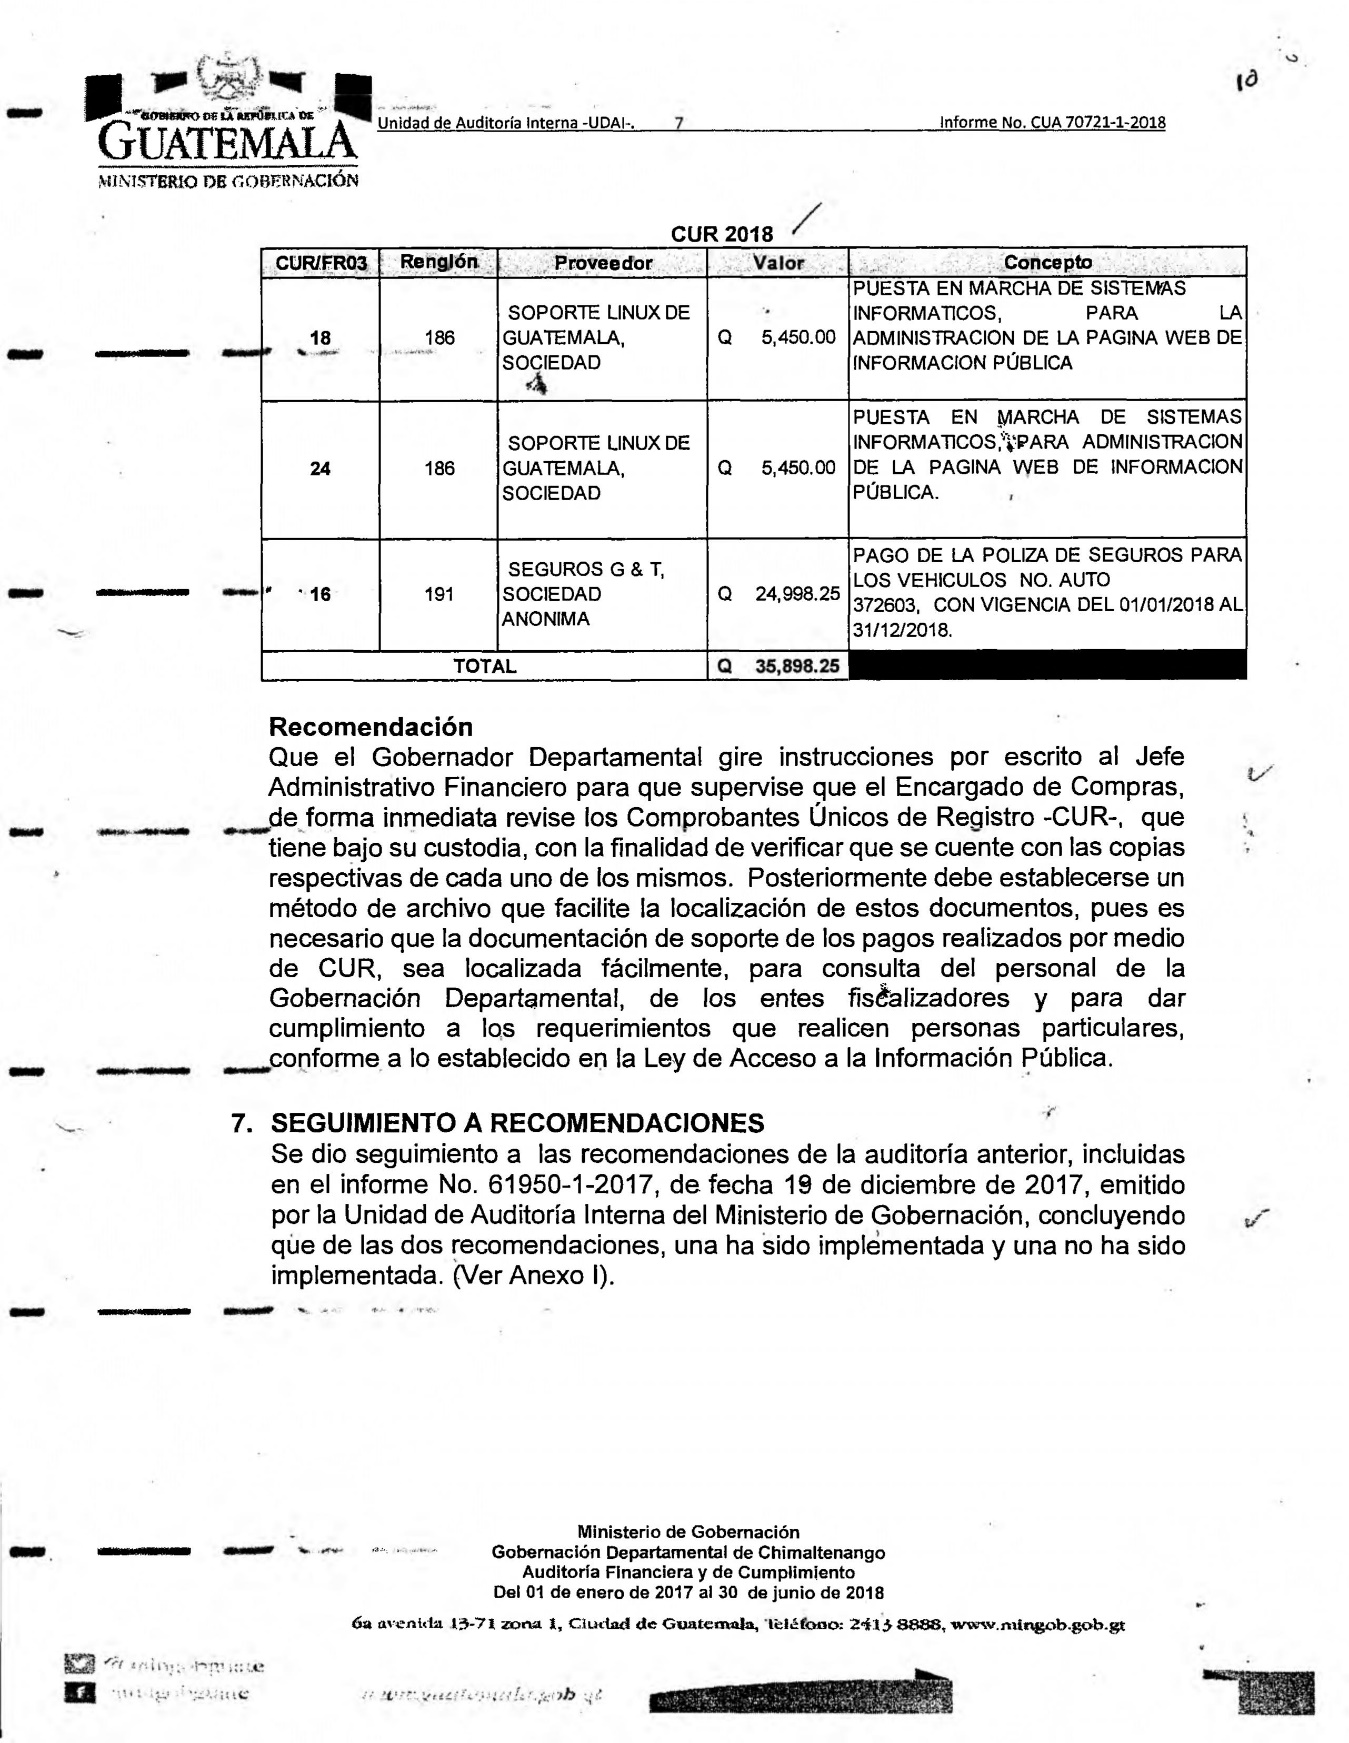 10
GOBIERNO DE LA REPÚBLICA DE
GUATEMALA
MINISTERIO DE GOBERNACIÓN
Unidad de Auditoría Interna -UDAI-. 7 Informe No. CUA 70721-1-2018
CUR 2018
CUR/FR03 Renglón Proveedor Valor Concepto
18 186 SOPORTE LINUX DE GUATEMALA, SOCIEDAD Q 5,450.00
PUESTA EN MARCHA DE SISTEMAS
INFORMATICOS, PARA LA
ADMINISTRACION DE LA PAGINA WEB DE
INFORMACION PÚBLICA
24 186 SOPORTE LINUX DE GUATEMALA, SOCIEDAD Q 5,450.00
PUESTA EN MARCHA DE SISTEMAS
INFORMATICOS, PARA ADMINISTRACION
DE LA PAGINA WEB DE INFORMACION
PÚBLICA.
16 191 SEGUROS G & T, SOCIEDAD ANONIMA Q 24,998.25
PAGO DE LA POLIZA DE SEGUROS PARA
LOS VEHICULOS NO. AUTO
372603, CON VIGENCIA DEL 01/01/2018 AL
31/12/2018.
TOTAL Q 35,898.25
Recomendación
Que el Gobernador Departamental gire instrucciones por escrito al Jefe
Administrativo Financiero para que supervise que el Encargado de Compras,
de forma inmediata revise los Comprobantes Únicos de Registro -CUR-, que
tiene bajo su custodia, con la finalidad de verificar que se cuente con las copias
respectivas de cada uno de los mismos. Posteriormente debe establecerse un
método de archivo que facilite la localización de estos documentos, pues es
necesario que la documentación de soporte de los pagos realizados por medio
de CUR, sea localizada fácilmente, para consulta del personal de la
Gobernación Departamental, de los entes fiscalizadores y para dar
cumplimiento a los requerimientos que realicen personas particulares,
conforme a lo establecido en la Ley de Acceso a la Información Pública.
7. SEGUIMIENTO A RECOMENDACIONES
Se dio seguimiento a las recomendaciones de la auditoría anterior, incluidas
en el informe No. 61950-1-2017, de fecha 19 de diciembre de 2017, emitido
por la Unidad de Auditoría Interna del Ministerio de Gobernación, concluyendo
que de las dos recomendaciones, una ha sido implementada y una no ha sido
implementada. (Ver Anexo I).
Ministerio de Gobernación
Gobernación Departamental de Chimaltenango
Auditoría Financiera y de Cumplimiento
Del 01 de enero de 2017 al 30 de junio de 2018
6a avenida 13-71 zona 1, Ciudad de Guatemala, Teléfono: 2413 8888, www.mingob.gob.gt